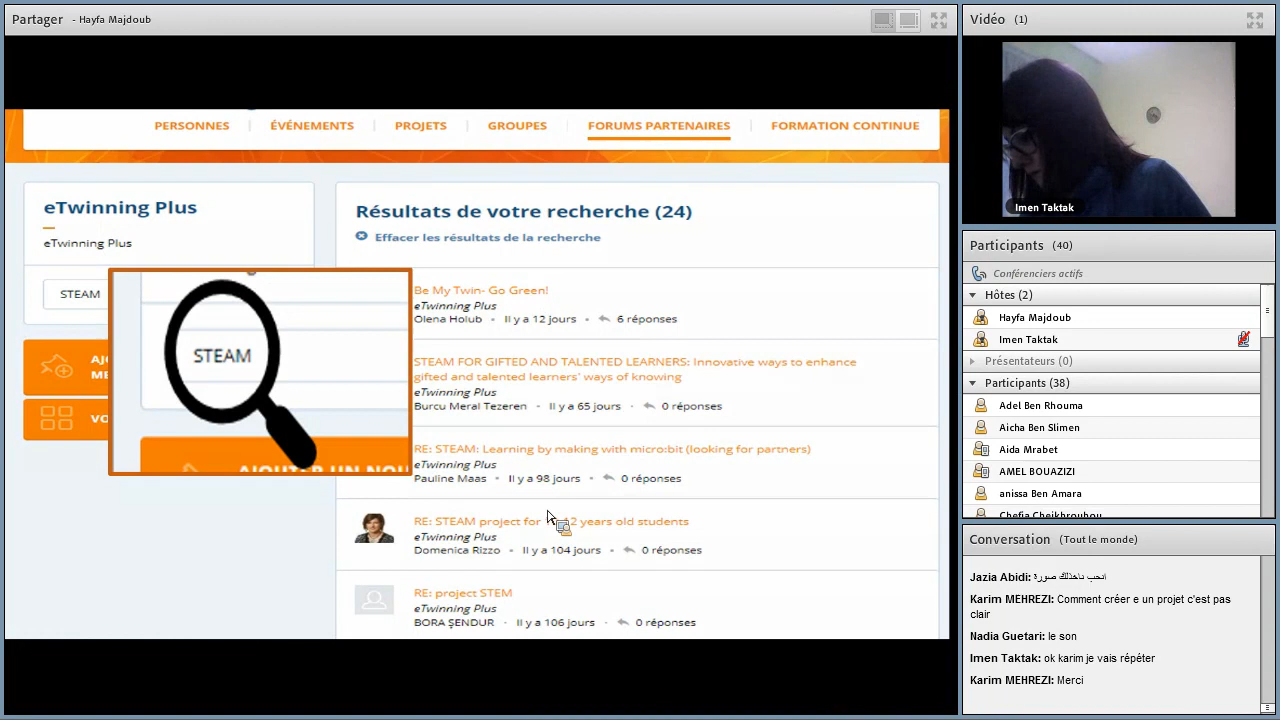 Partager - Hayfa Majdoub
PERSONNES ÉVÉNEMENTS PROJETS GROUPES FORUMS PARTENAIRES FORMATION CONTINUE
eTwinning Plus
eTwinning Plus
STEAM
STEAM
AJOUTER UN NOU
Résultats de votre recherche (24)
Effacer les résultats de la recherche
Be My Twin- Go Green!
eTwinning Plus
Olena Holub • Il y a 12 jours • 6 réponses
STEAM FOR GIFTED AND TALENTED LEARNERS: Innovative ways to enhance
gifted and talented learners' ways of knowing
eTwinning Plus
Burcu Meral Tezeren • Il y a 65 jours • 0 réponses
RE: STEAM: Learning by making with micro:bit (looking for partners)
eTwinning Plus
Pauline Maas • Il y a 98 jours • 0 réponses
RE: STEAM project for 12 years old students
eTwinning Plus
Domenica Rizzo • Il y a 104 jours • 0 réponses
RE: project STEM
eTwinning Plus
BORA ŞENDUR • Il y a 106 jours • 0 réponses
Vidéo (1)
Imen Taktak
Participants (40)
Conférenciers actifs
Hôtes (2)
Hayfa Majdoub
Imen Taktak
Présentateurs (0)
Participants (38)
Adel Ben Rhouma
Aicha Ben Slimen
Aida Mrabet
AMEL BOUAZIZI
anissa Ben Amara
Chefia Cheikhrouhou
Conversation (Tout le monde)
Jazia Abidi: انحب ناخذلك صورة
Karim MEHREZI: Comment créer e un projet c'est pas
clair
Nadia Guetari: le son
Imen Taktak: ok karim je vais répéter
Karim MEHREZI: Merci